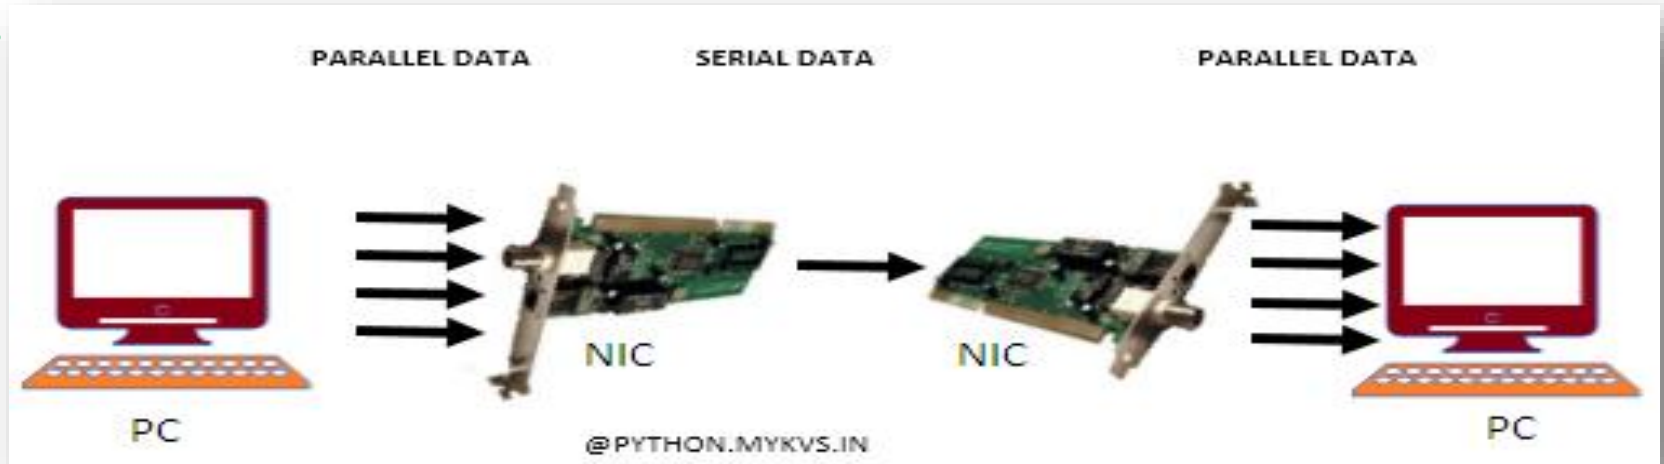 PARALLEL DATA SERIAL DATA PARALLEL DATA
NIC NIC
PC PC
@PYTHON.MYKVS.IN